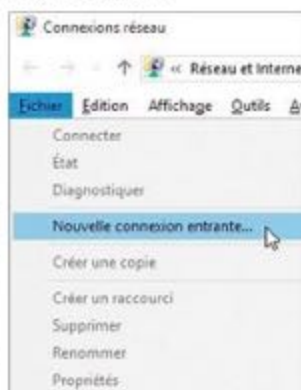 Connexions réseau
« Réseau et Interne
Fichier Edition Affichage Outils
Connecter
État
Diagnostiquer
Nouvelle connexion entrante...
Créer une copie
Créer un raccourci
Supprimer
Renommer
Propriétés